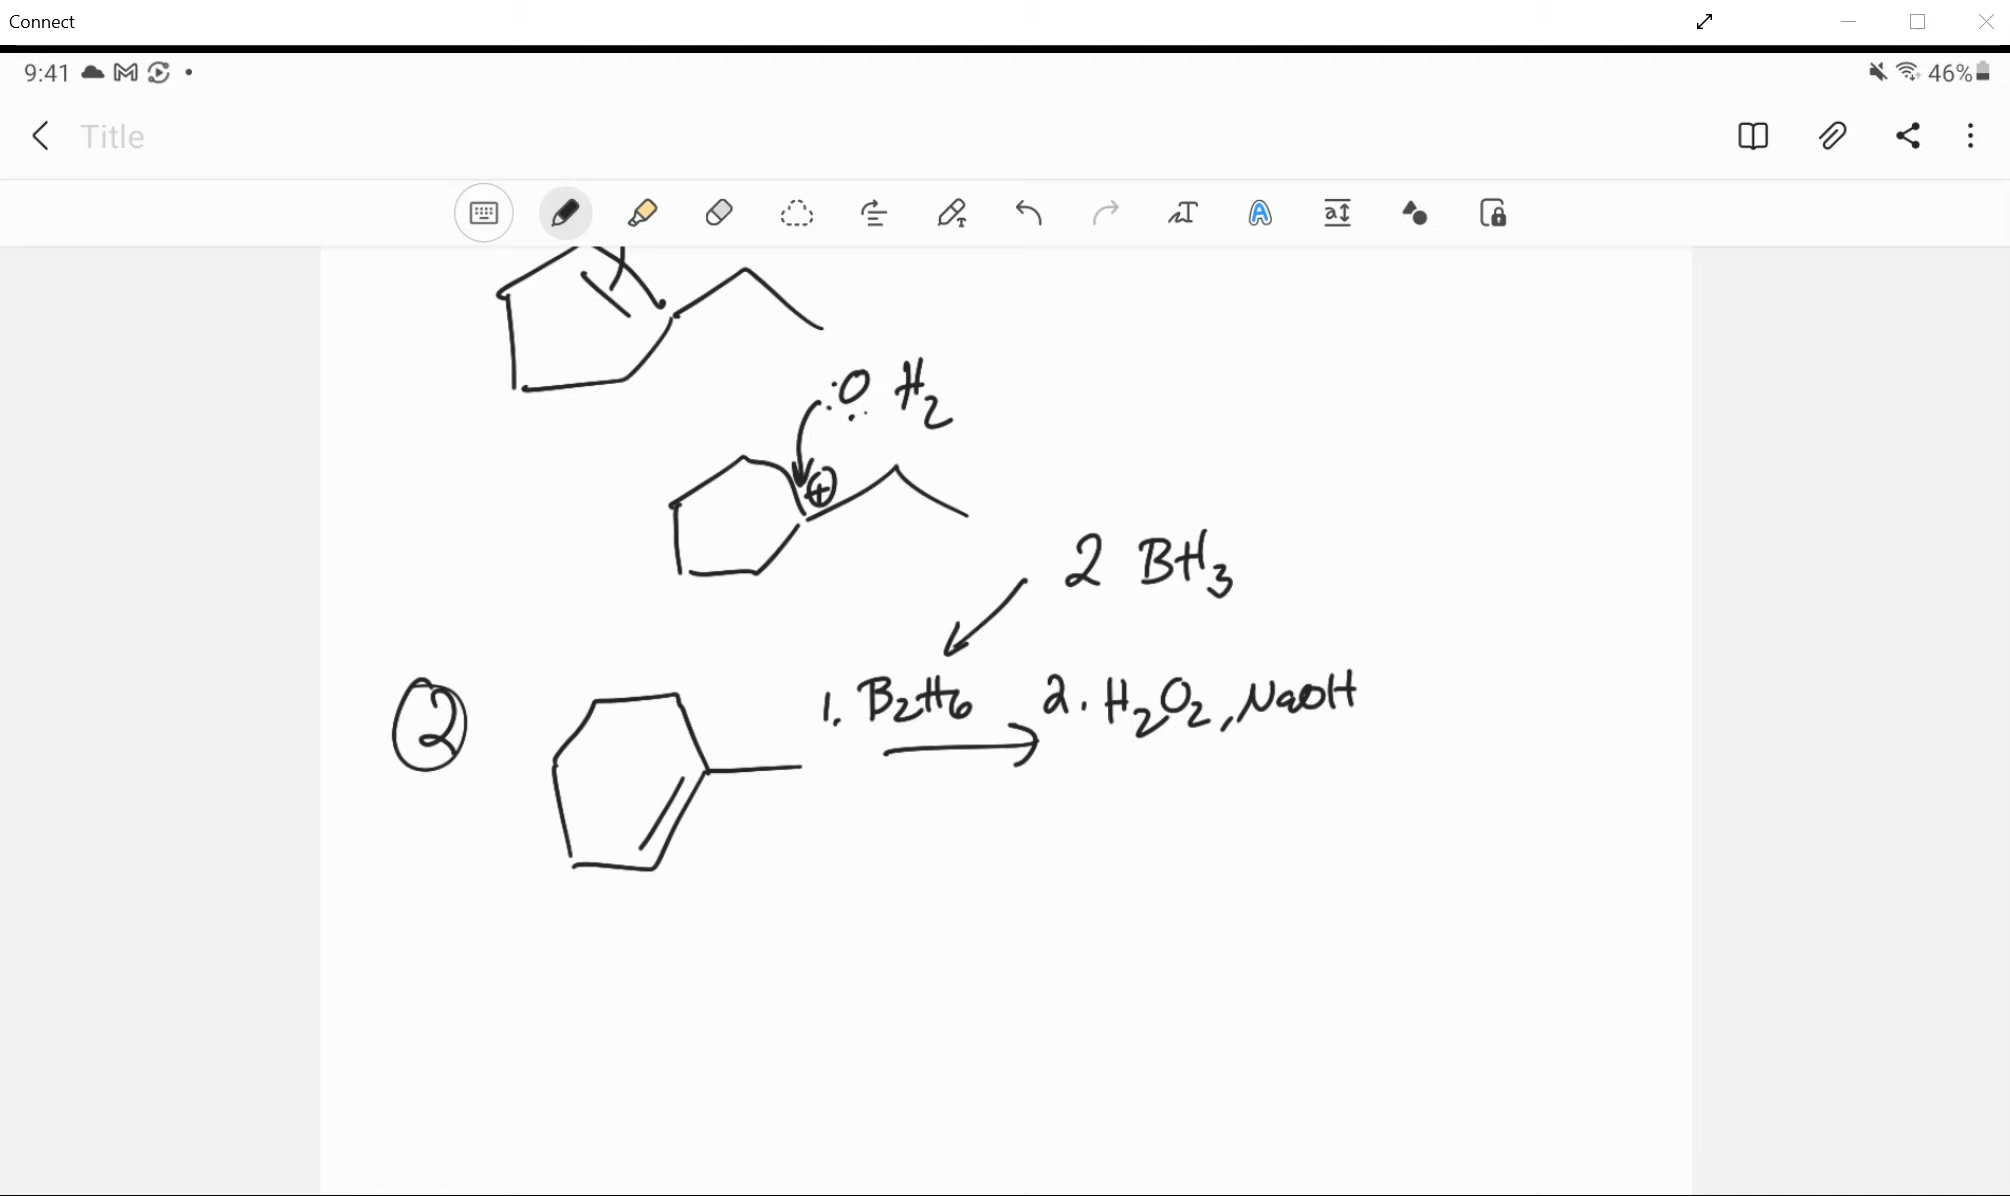 Connect
9:41
46%
Title
:O H2
⊕
2 BH3
② 1. B2H6 2. H2O2, NaOH